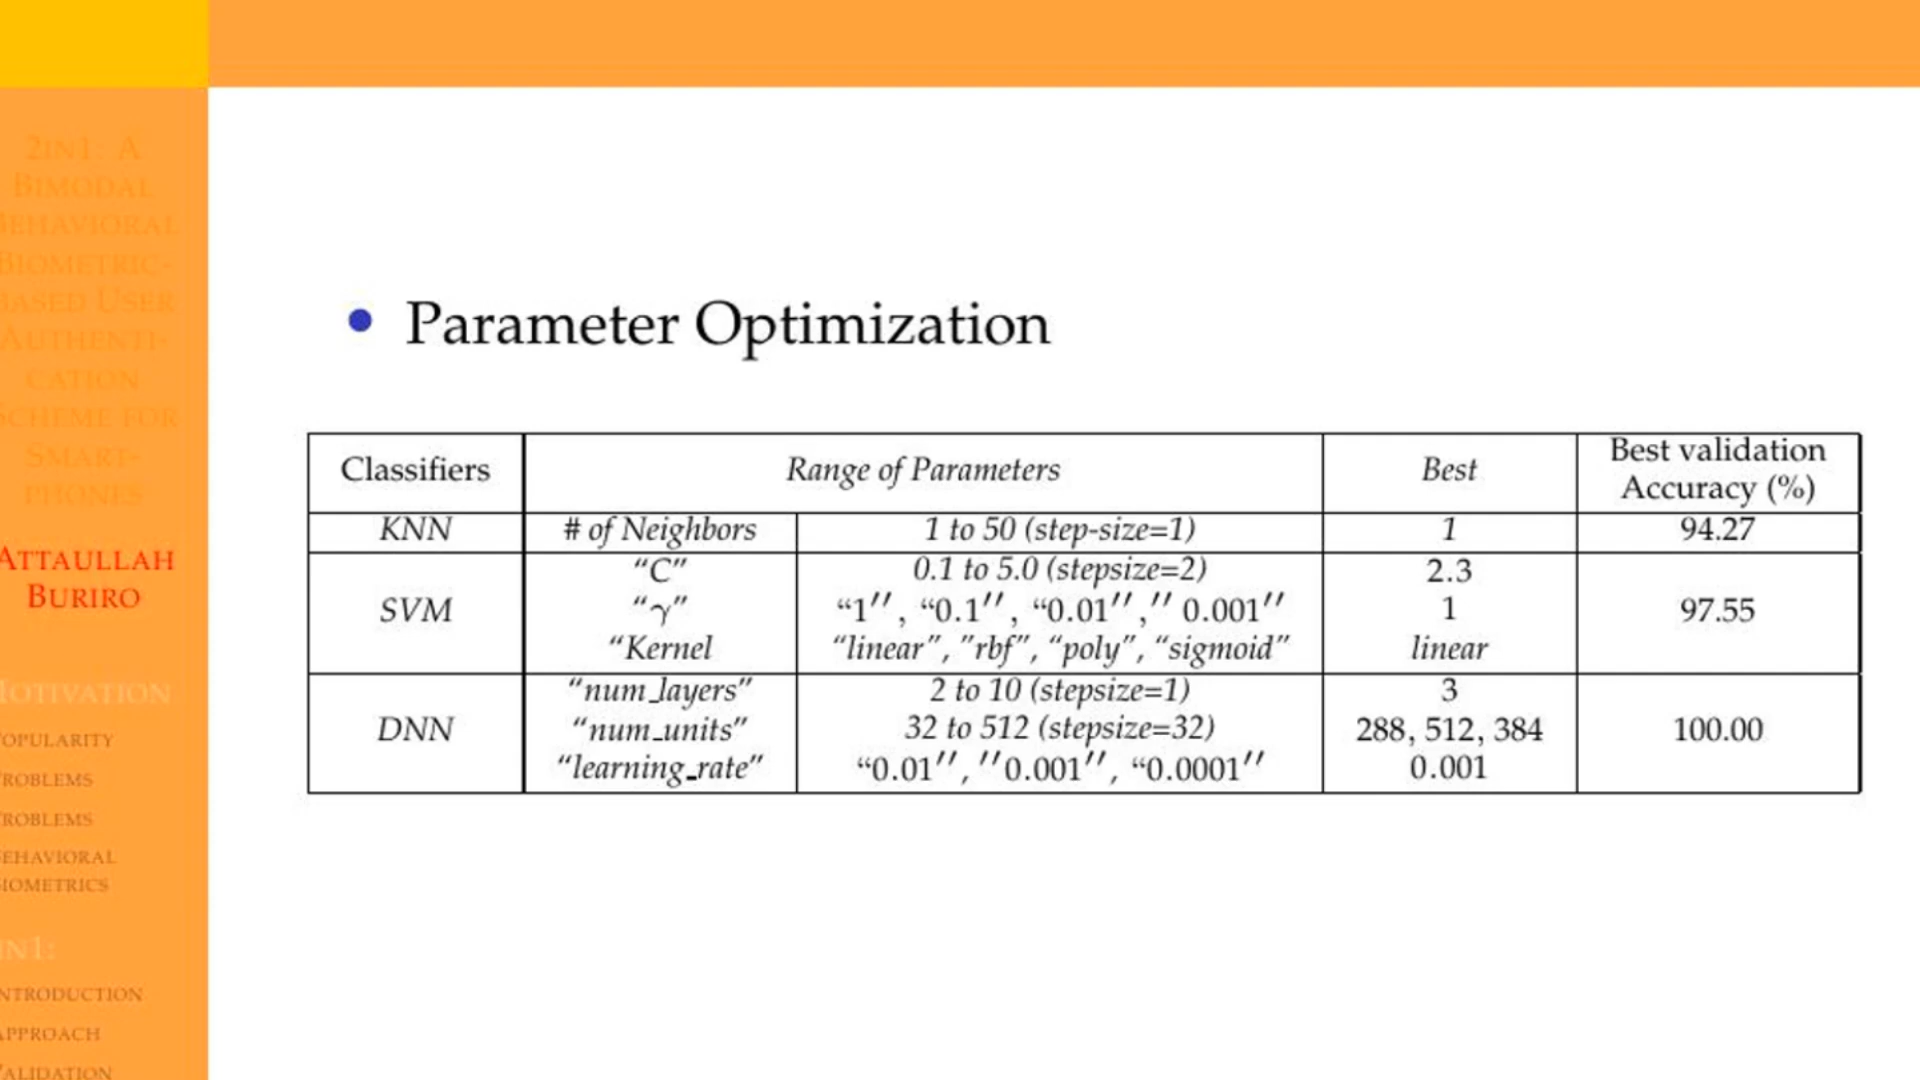 2IN1: A
BIMODAL
BEHAVIORAL
BIOMETRIC-
BASED USER
AUTHENTI-
CATION
SCHEME FOR
SMART-
PHONES
ATTAULLAH
BURIRO
MOTIVATION
POPULARITY
PROBLEMS
PROBLEMS
BEHAVIORAL
BIOMETRICS
2IN1:
INTRODUCTION
APPROACH
VALIDATION
• Parameter Optimization
Classifiers Range of Parameters Best Best validation Accuracy (%)
KNN # of Neighbors 1 to 50 (step-size=1) 1 94.27
“C” 0.1 to 5.0 (stepsize=2) 2.3
SVM “γ” “1″, “0.1″, “0.01″,″ 0.001″ 1 97.55
“Kernel “linear”, ”rbf”, “poly”, “sigmoid” linear
“num_layers” 2 to 10 (stepsize=1) 3
DNN “num_units” 32 to 512 (stepsize=32) 288, 512, 384 100.00
“learning_rate” “0.01″, ″0.001″, “0.0001″ 0.001